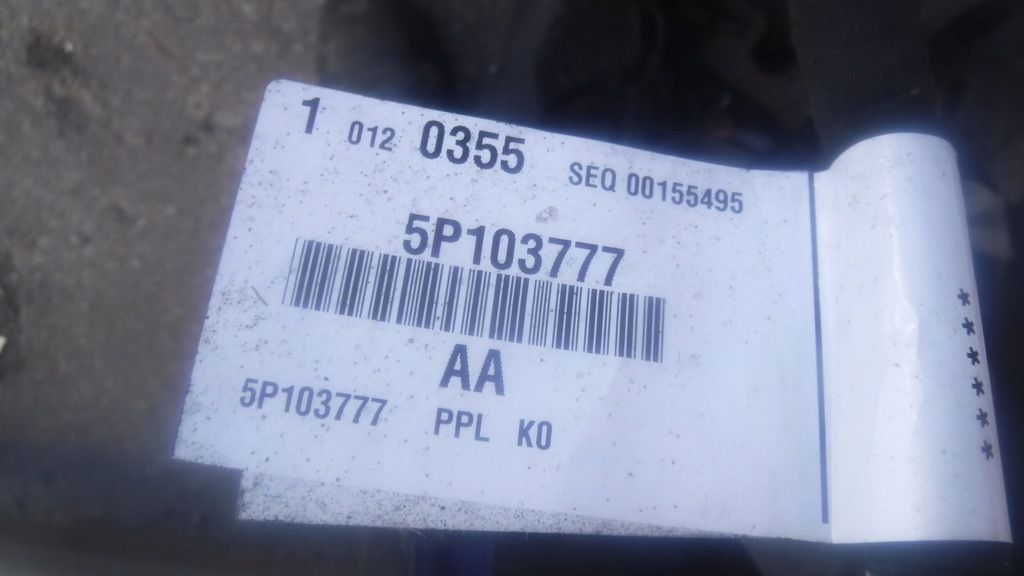 1 012 0355 SEQ 00155495
5P103777
AA
5P103777 PPL K0
******